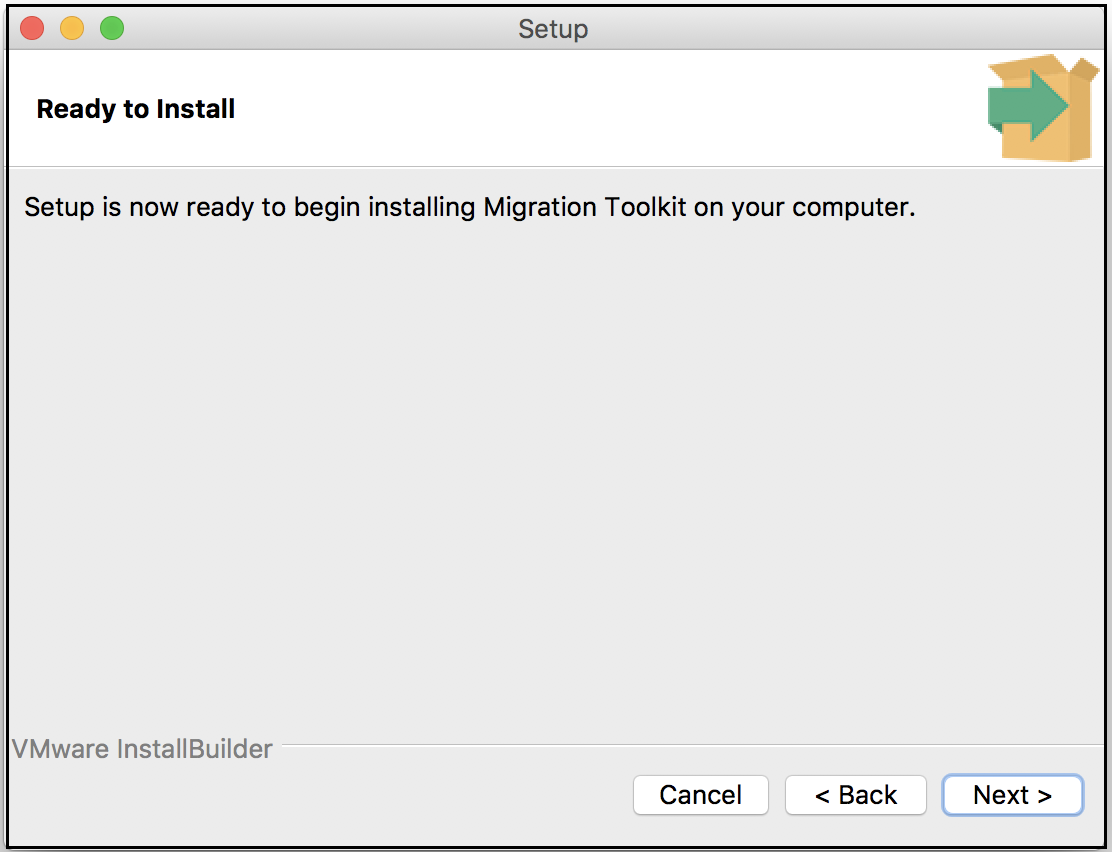 Setup
Ready to Install
Setup is now ready to begin installing Migration Toolkit on your computer.
VMware InstallBuilder
Cancel
< Back
Next >